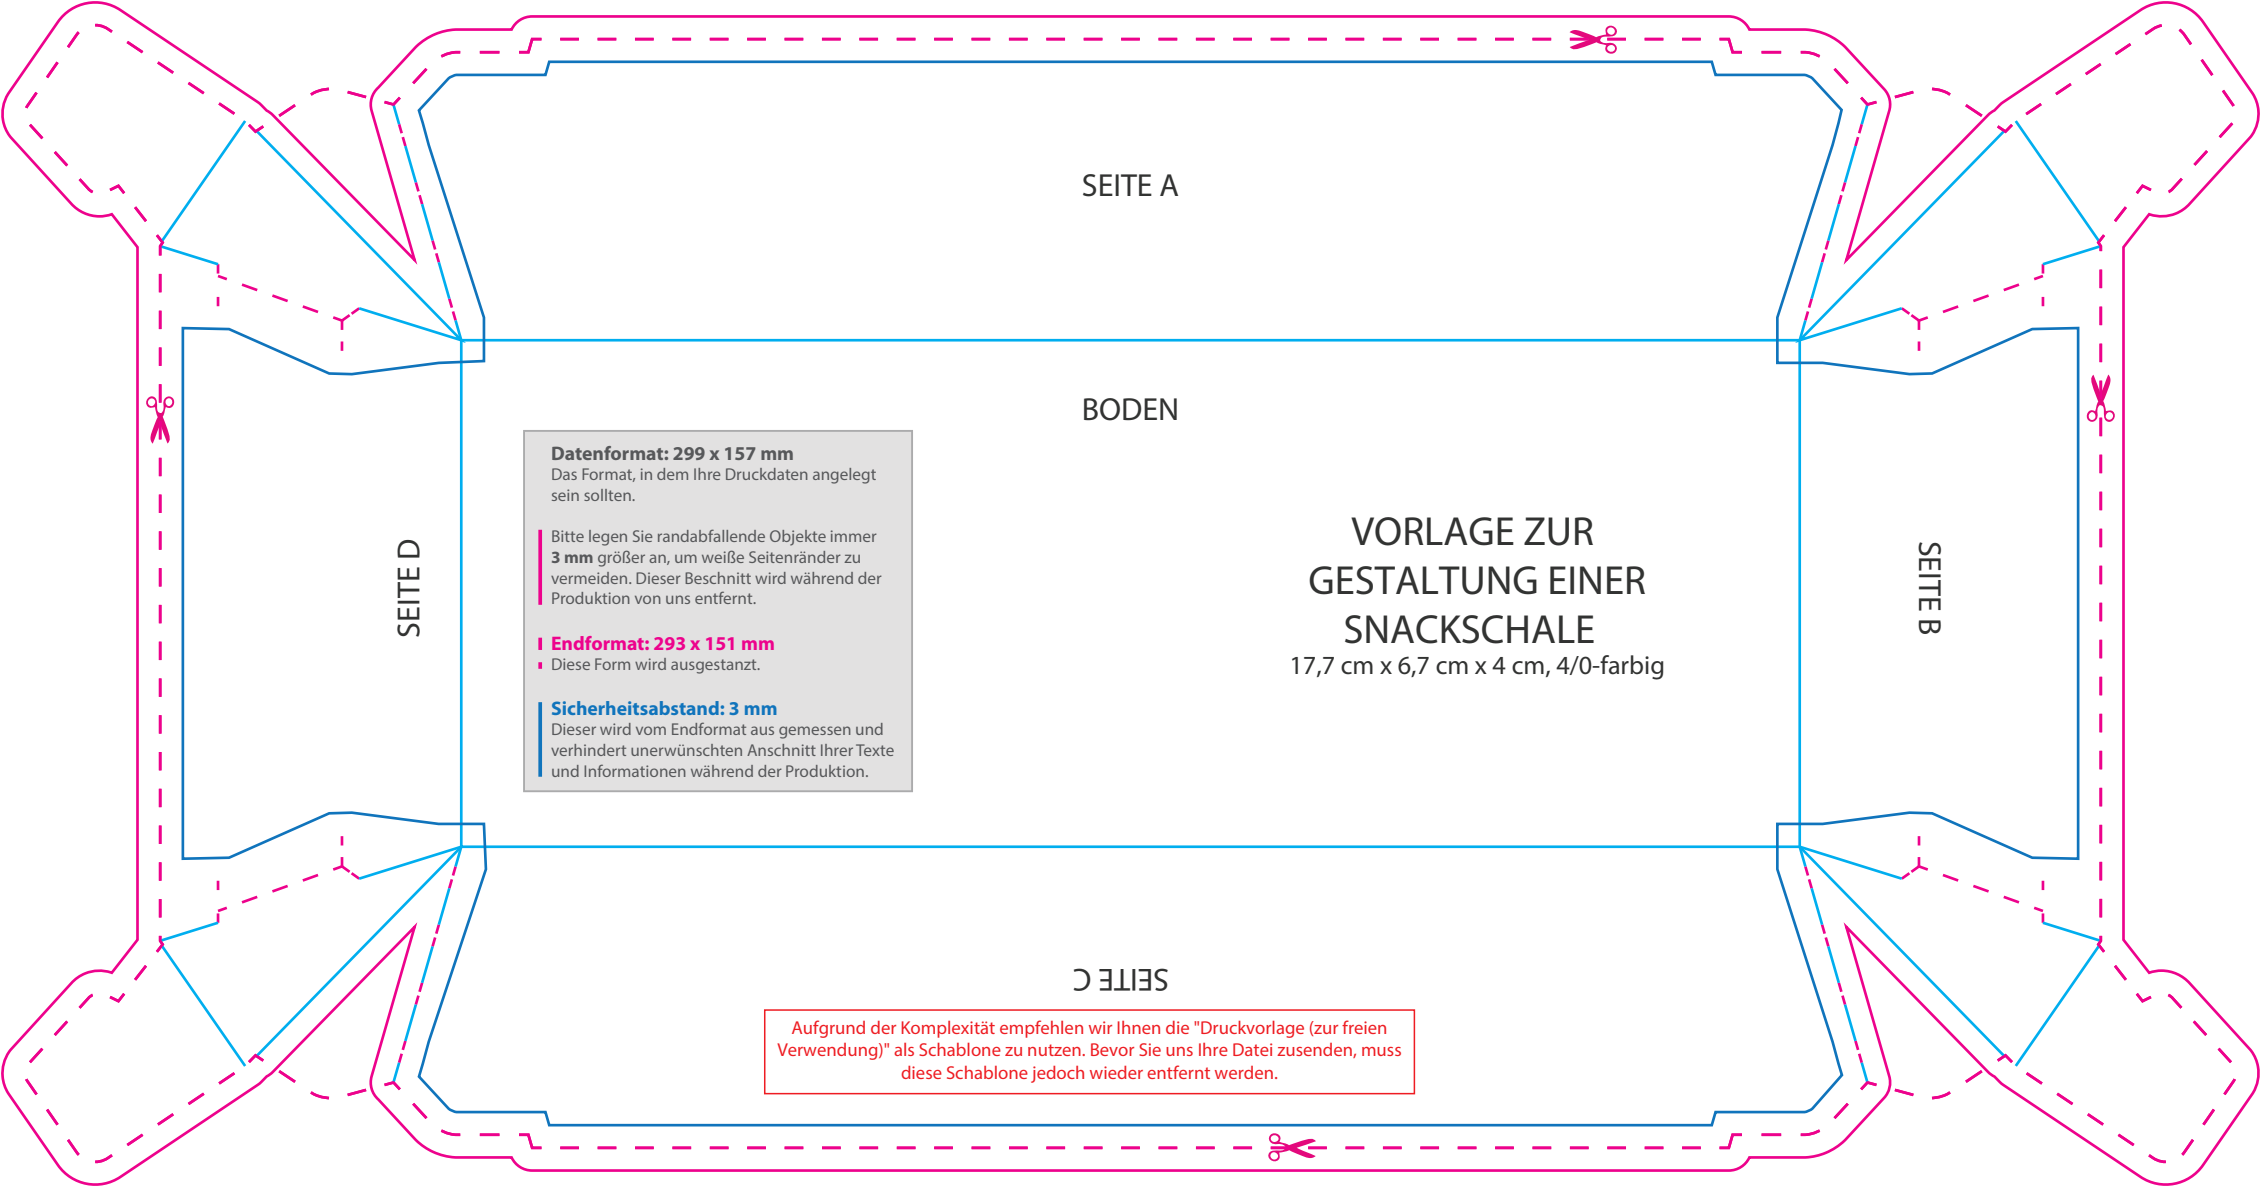 SEITE A
BODEN
Datenformat: 299 x 157 mm
Das Format, in dem Ihre Druckdaten angelegt
sein sollten.
Bitte legen Sie randabfallende Objekte immer
3 mm größer an, um weiße Seitenränder zu
vermeiden. Dieser Beschnitt wird während der
Produktion von uns entfernt.
Endformat: 293 x 151 mm
Diese Form wird ausgestanzt.
Sicherheitsabstand: 3 mm
Dieser wird vom Endformat aus gemessen und
verhindert unerwünschten Anschnitt Ihrer Texte
und Informationen während der Produktion.
VORLAGE ZUR
GESTALTUNG EINER
SNACKSCHALE
17,7 cm x 6,7 cm x 4 cm, 4/0-farbig
SEITE D
SEITE B
SEITE C
Aufgrund der Komplexität empfehlen wir Ihnen die "Druckvorlage (zur freien
Verwendung)" als Schablone zu nutzen. Bevor Sie uns Ihre Datei zusenden, muss
diese Schablone jedoch wieder entfernt werden.